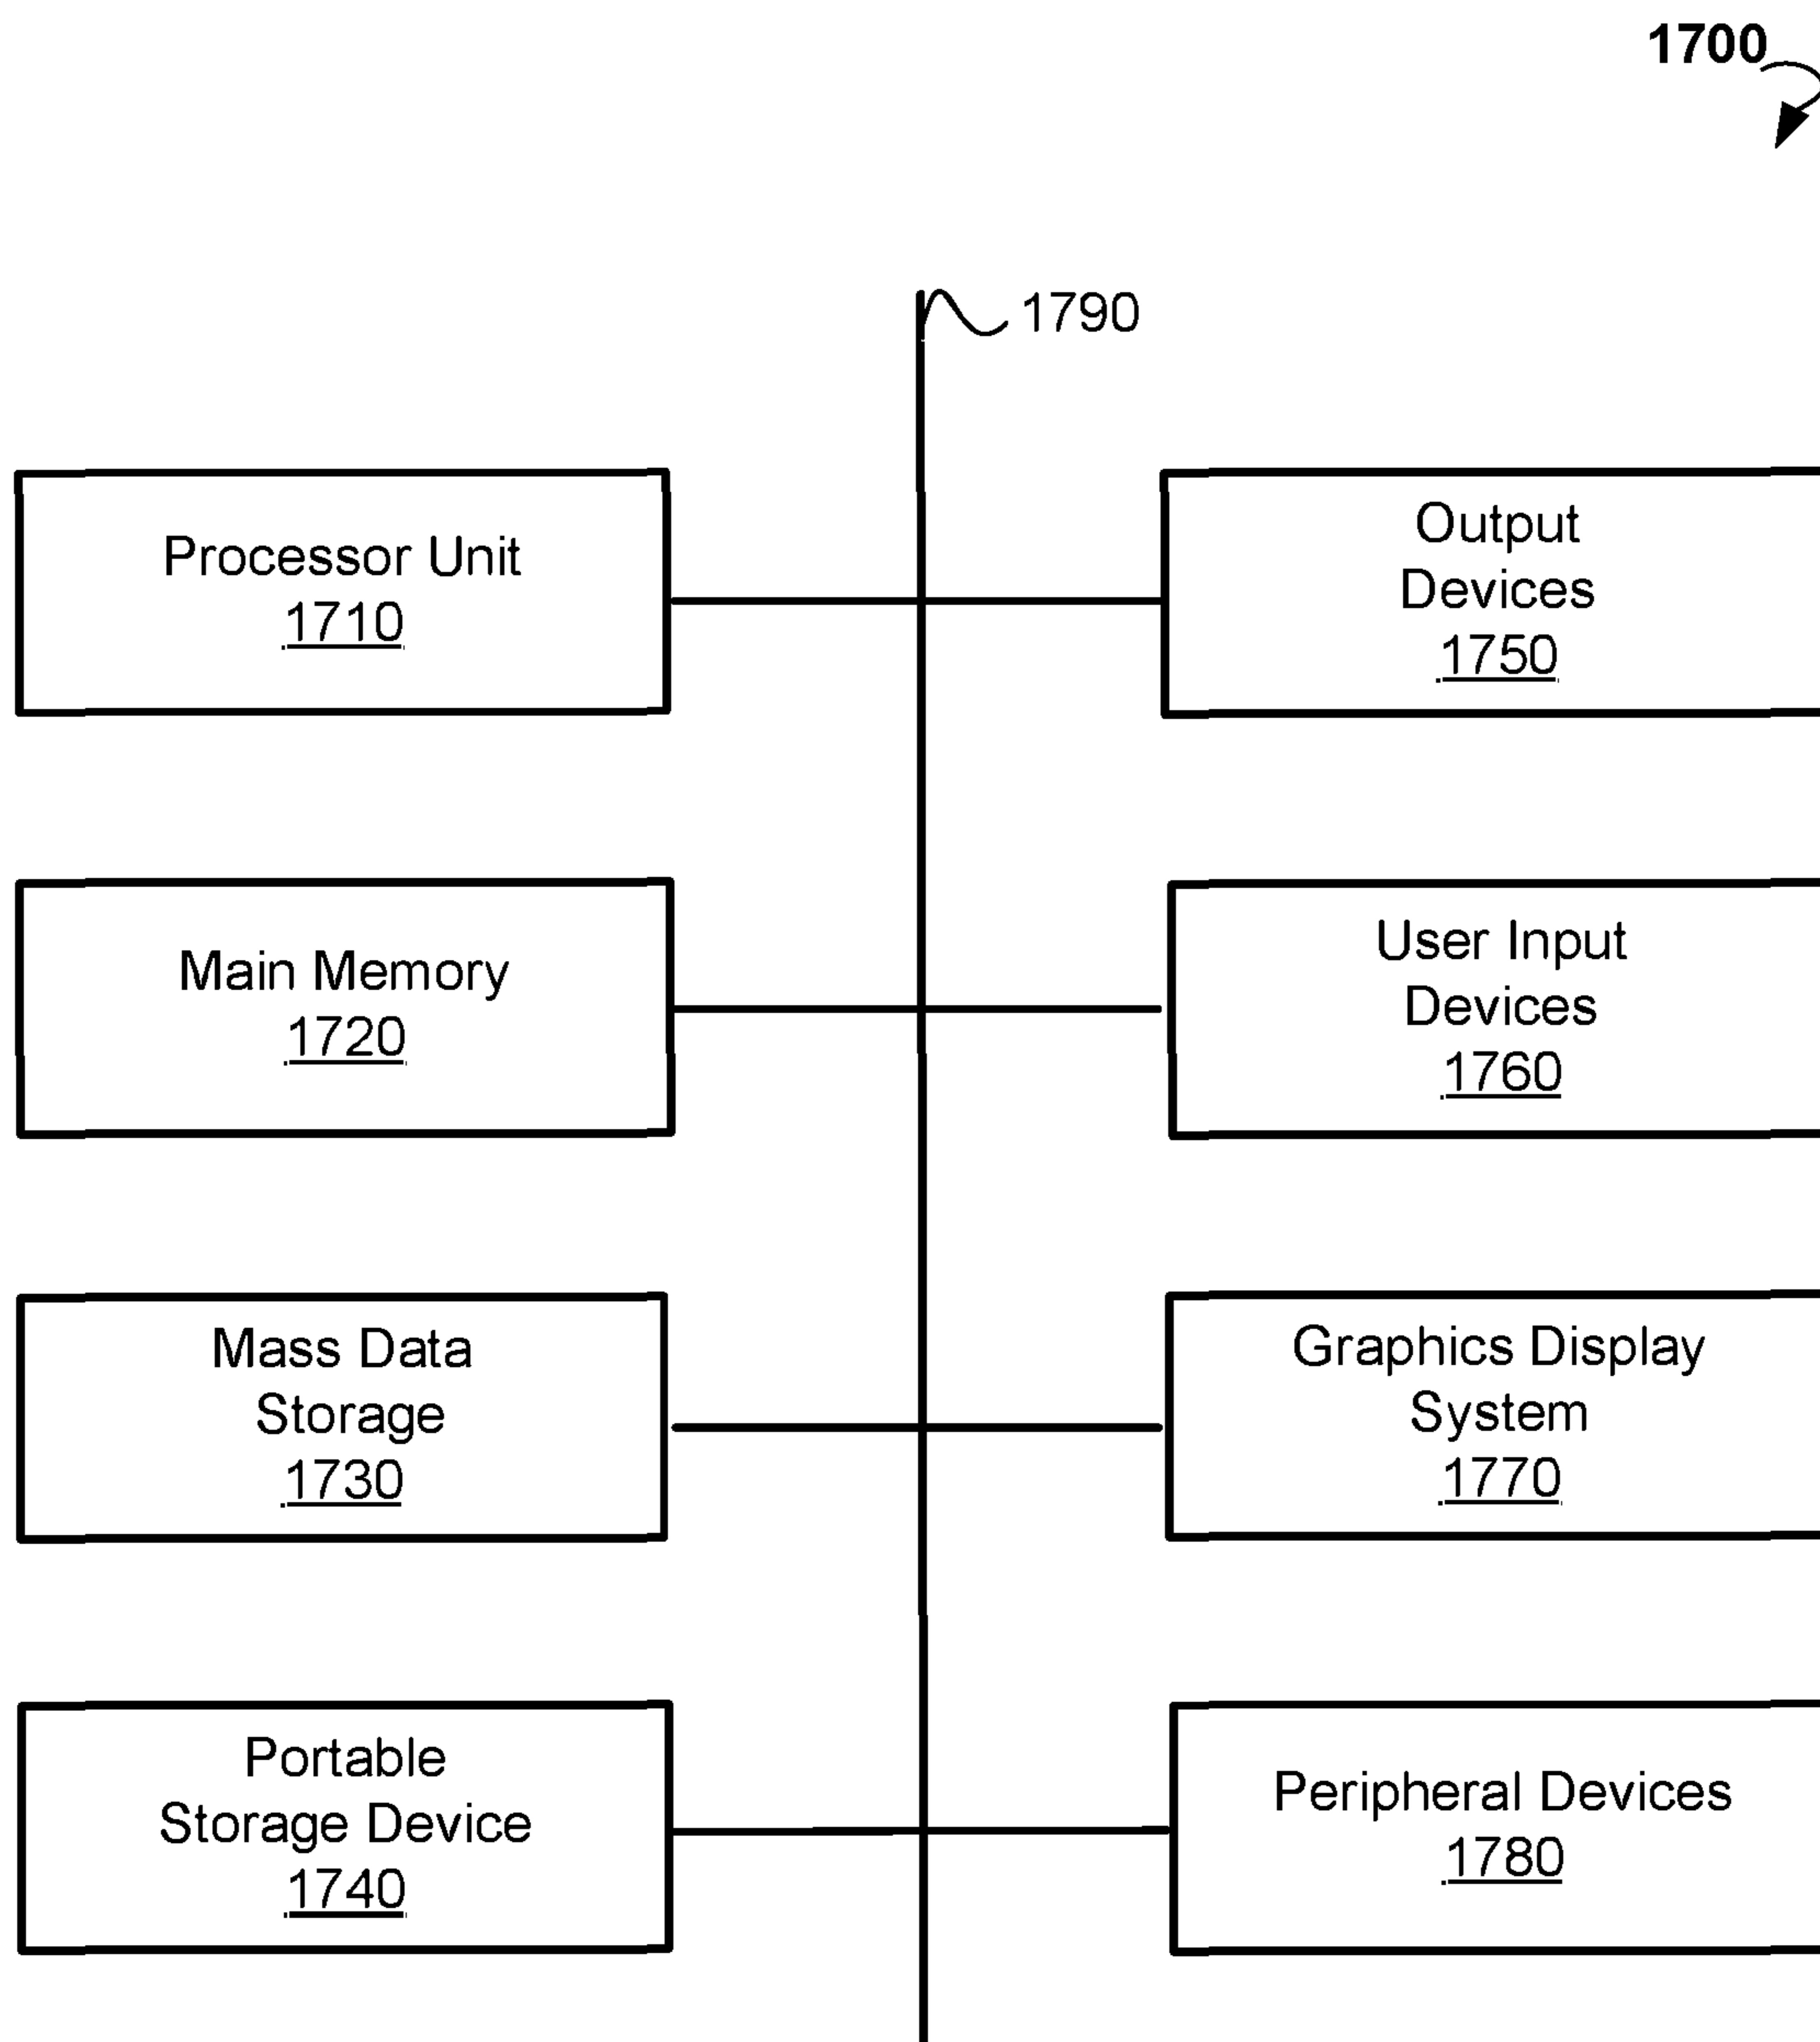 1700
1790
Processor Unit
1710
Output
Devices
1750
Main Memory
1720
User Input
Devices
1760
Mass Data
Storage
1730
Graphics Display
System
1770
Portable
Storage Device
1740
Peripheral Devices
1780